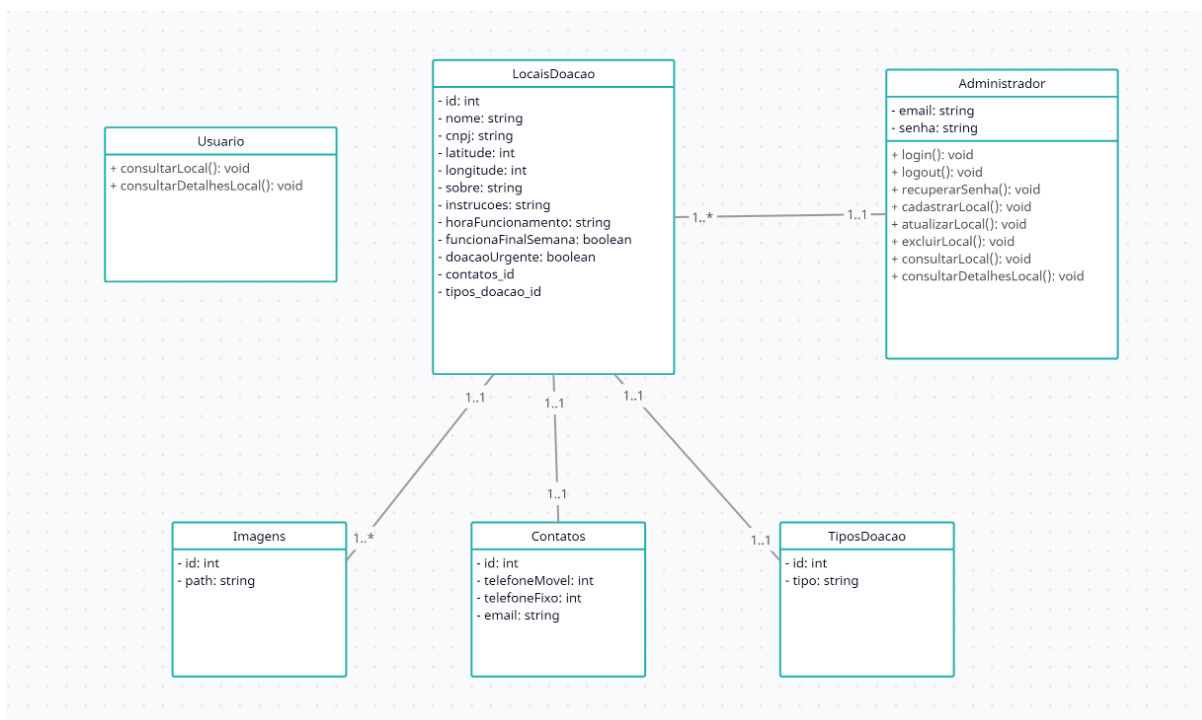 LocaisDoacao
- id: int
- nome: string
- cnpj: string
- latitude: int
- longitude: int
- sobre: string
- instrucoes: string
- horaFuncionamento: string
- funcionaFinalSemana: boolean
- doacaoUrgente: boolean
- contatos_id
- tipos_doacao_id
Administrador
- email: string
- senha: string
+ login(): void
+ logout(): void
+ recuperarSenha(): void
+ cadastrarLocal(): void
+ atualizarLocal(): void
+ excluirLocal(): void
+ consultarLocal(): void
+ consultarDetalhesLocal(): void
Usuario
+ consultarLocal(): void
+ consultarDetalhesLocal(): void
1..*
1..1
1..1
1..1
1..1
1..*
1..1
1..1
Imagens
- id: int
- path: string
Contatos
- id: int
- telefoneMovel: int
- telefoneFixo: int
- email: string
TiposDoacao
- id: int
- tipo: string